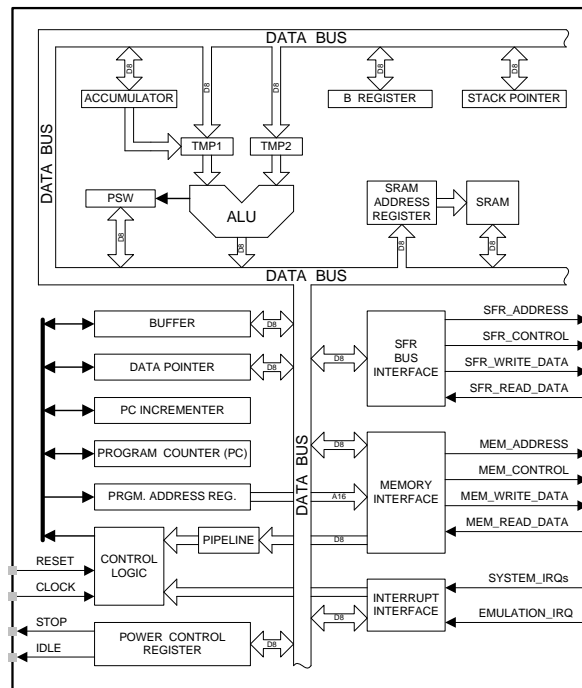 DATA BUS
D8
D8
D8
D8
D8
ACCUMULATOR
B REGISTER
STACK POINTER
DATA BUS
TMP1
TMP2
PSW
ALU
SRAM
ADDRESS
REGISTER
SRAM
D8
D8
D8
D8
DATA BUS
BUFFER
D8
DATA POINTER
D8
PC INCREMENTER
PROGRAM COUNTER (PC)
PRGM. ADDRESS REG.
A16
DATA BUS
SFR
BUS
INTERFACE
D8
SFR_ADDRESS
SFR_CONTROL
SFR_WRITE_DATA
SFR_READ_DATA
D8
MEMORY
INTERFACE
MEM_ADDRESS
MEM_CONTROL
MEM_WRITE_DATA
MEM_READ_DATA
CONTROL
LOGIC
PIPELINE
D8
RESET
CLOCK
INTERRUPT
INTERFACE
SYSTEM_IRQs
EMULATION_IRQ
D8
STOP
IDLE
POWER CONTROL
REGISTER
D8